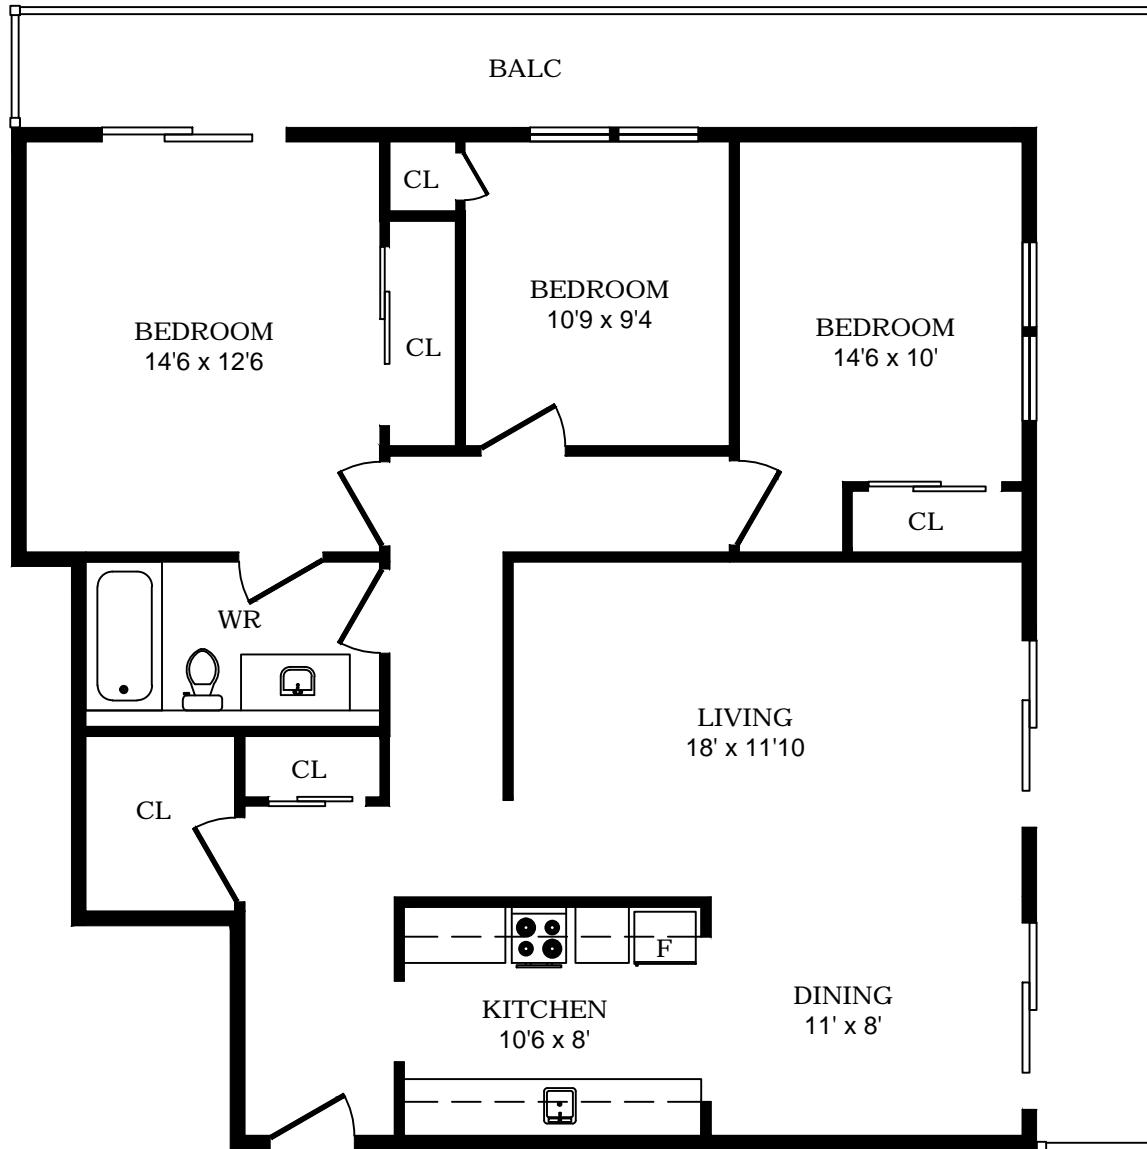 BALC
CL
BEDROOM
10'9 x 9'4
BEDROOM
14'6 x 12'6
CL
BEDROOM
14'6 x 10'
CL
WR
LIVING
18' x 11'10
CL
CL
F
KITCHEN
10'6 x 8'
DINING
11' x 8'